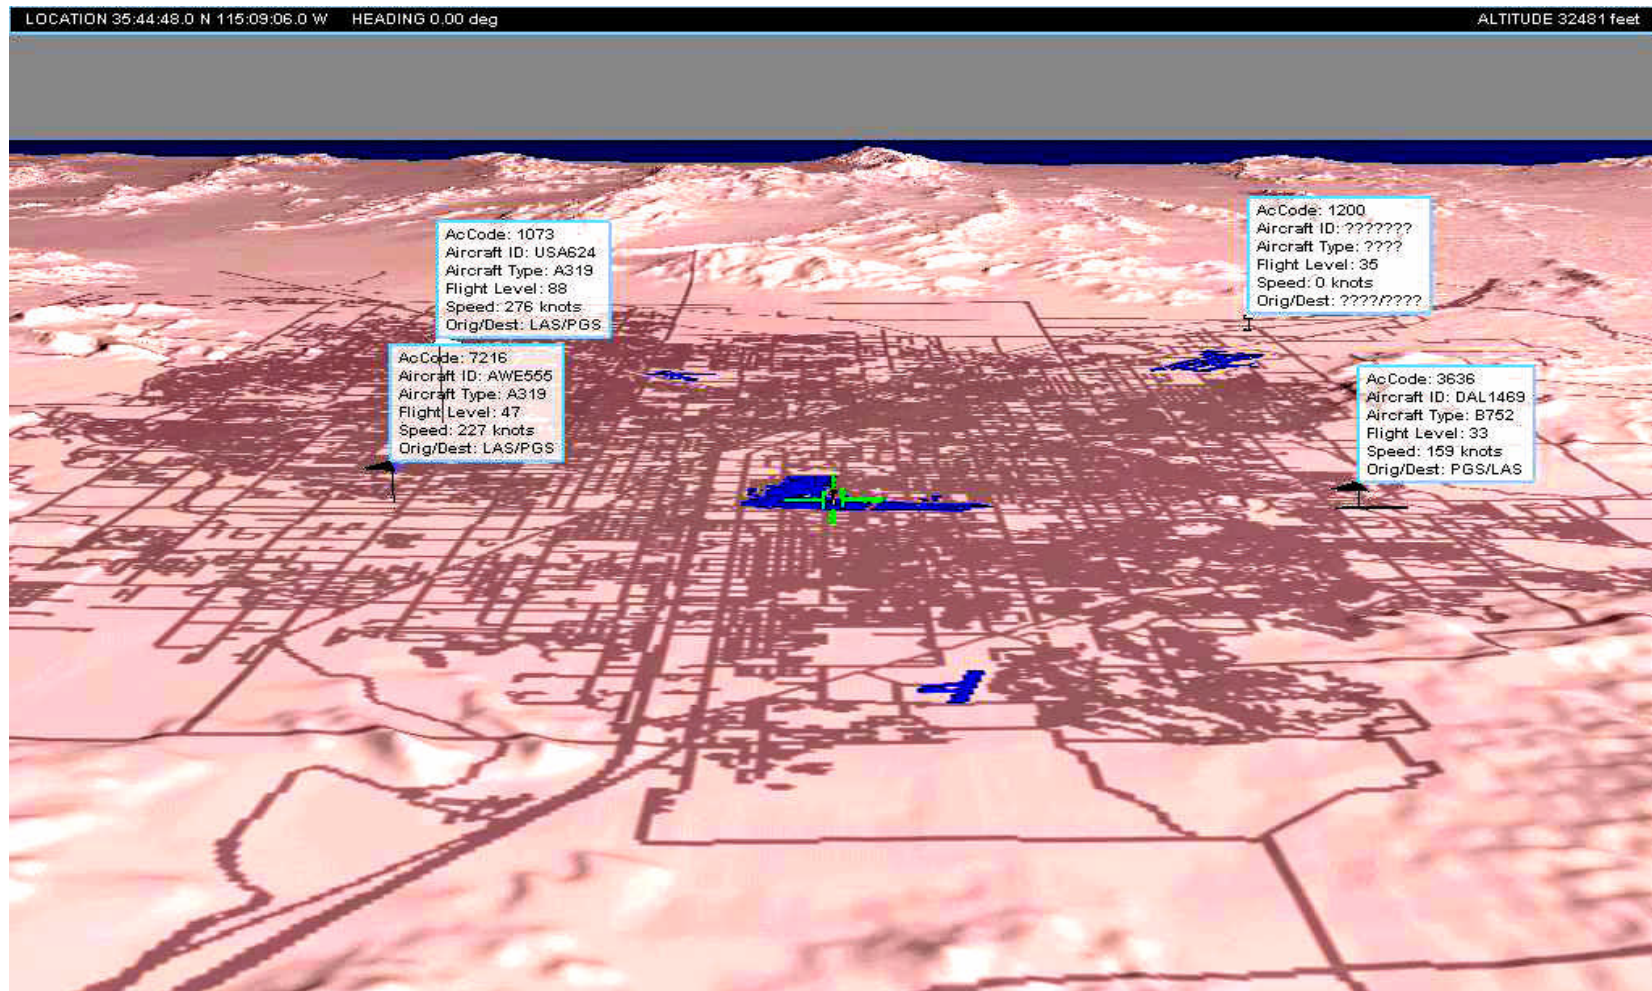 LOCATION 35:44:48.0 N 115:09:06.0 W HEADING 0.00 deg ALTITUDE 32481 feet
AcCode: 1073
Aircraft ID: USA624
Aircraft Type: A319
Flight Level: 88
Speed: 276 knots
Orig/Dest: LAS/PGS
AcCode: 1200
Aircraft ID: ???????
Aircraft Type: ????
Flight Level: 35
Speed: 0 knots
Orig/Dest: ????/????
AcCode: 7216
Aircraft ID: AWE555
Aircraft Type: A319
Flight Level: 47
Speed: 227 knots
Orig/Dest: LAS/PGS
AcCode: 3636
Aircraft ID: DAL1469
Aircraft Type: B752
Flight Level: 33
Speed: 159 knots
Orig/Dest: PGS/LAS